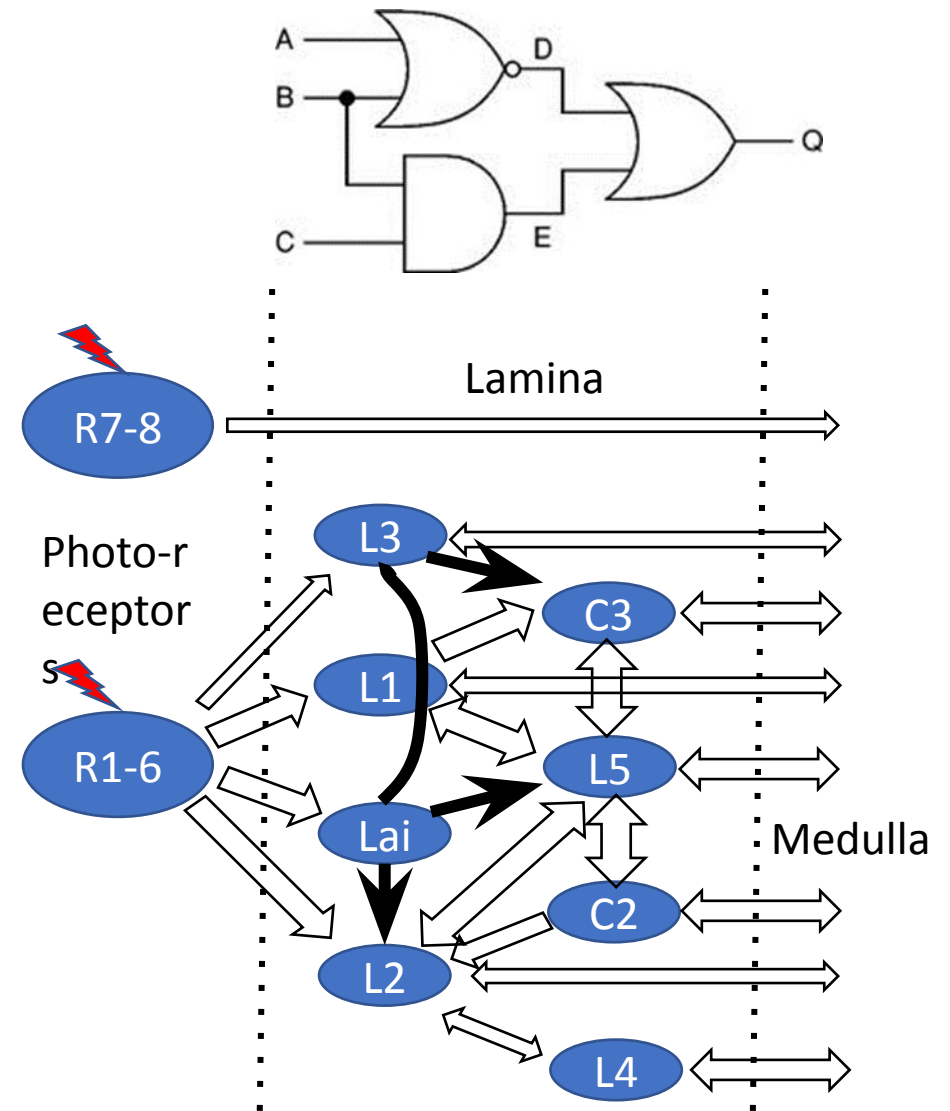 A
B
C
D
E
Q
Lamina
R7-8
Photo-r
eceptor
s
R1-6
L3
C3
L1
L5
Lai
Medulla
C2
L2
L4